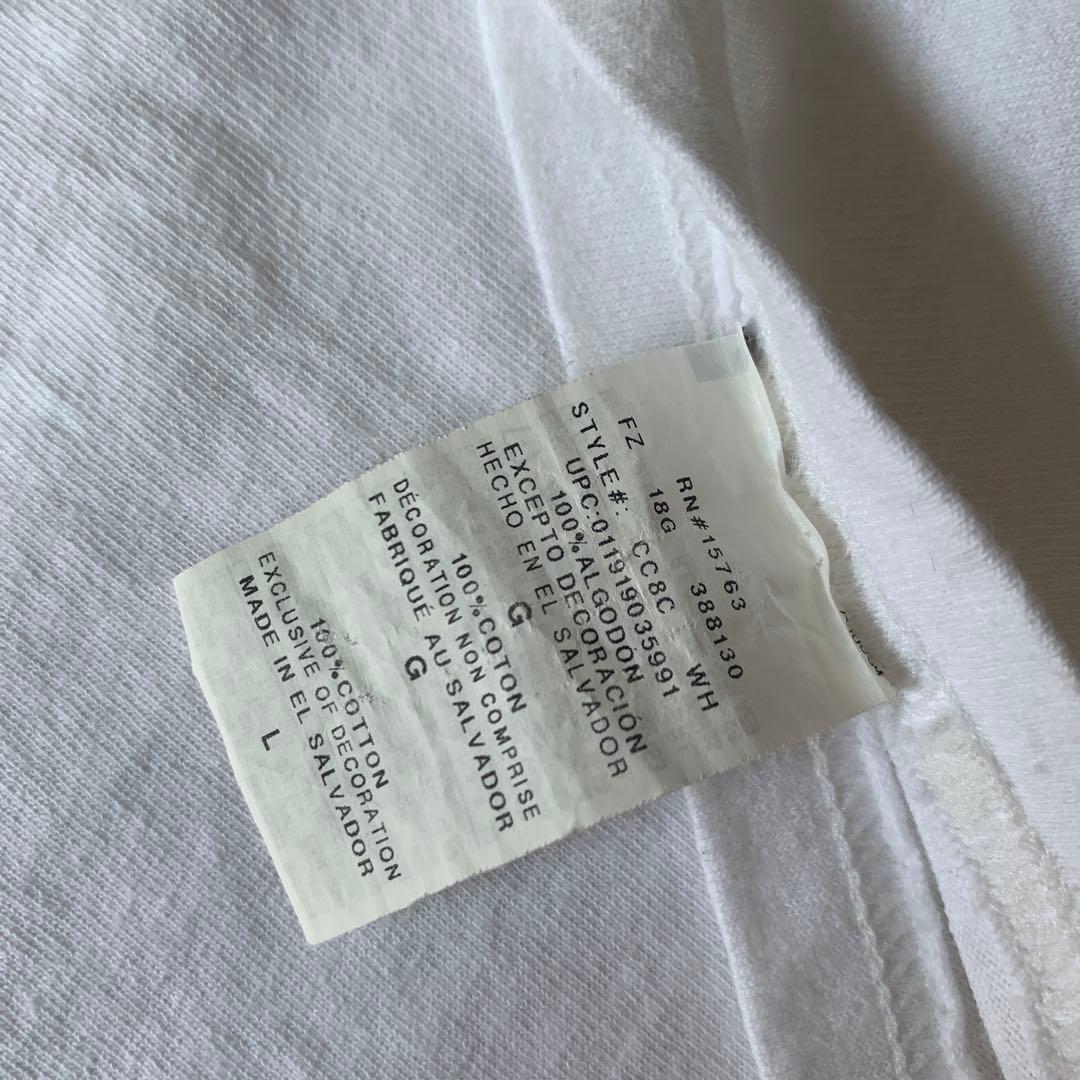 RN#15763
18G 388130
FZ
STYLE#: CC8C WH
UPC:011919035991
100%ALGODON
EXCEPTO DECORACIÓN
HECHO EN EL SALVADOR
G
100%COTON
DÉCORATION NON COMPRISE
FABRIQUÉ AU SALVADOR
G
100%COTTON
EXCLUSIVE OF DECORATION
MADE IN EL SALVADOR
L